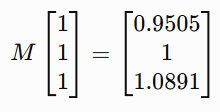 M [1 1 1] = [0.9505 1 1.0891]